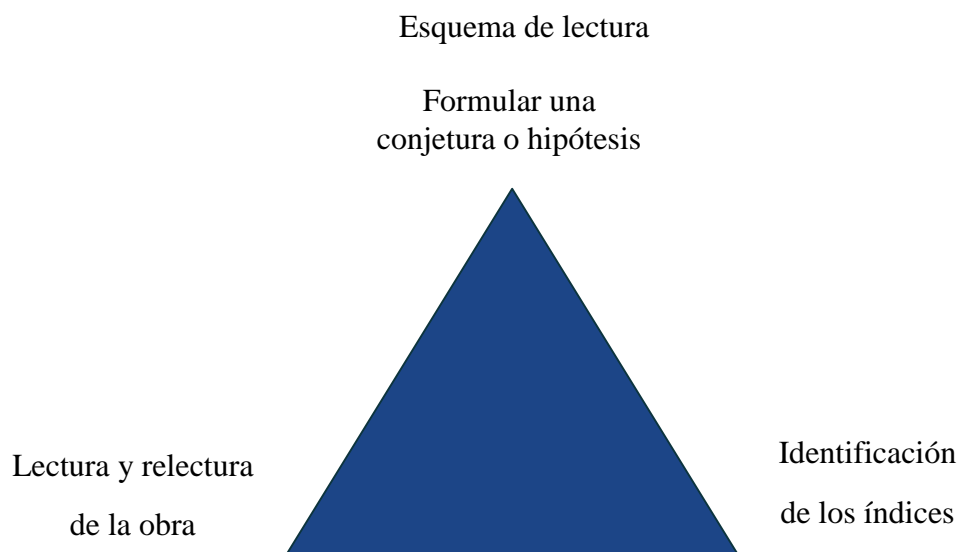 Esquema de lectura
Formular una
conjetura o hipótesis
Lectura y relectura
de la obra
Identificación
de los índices